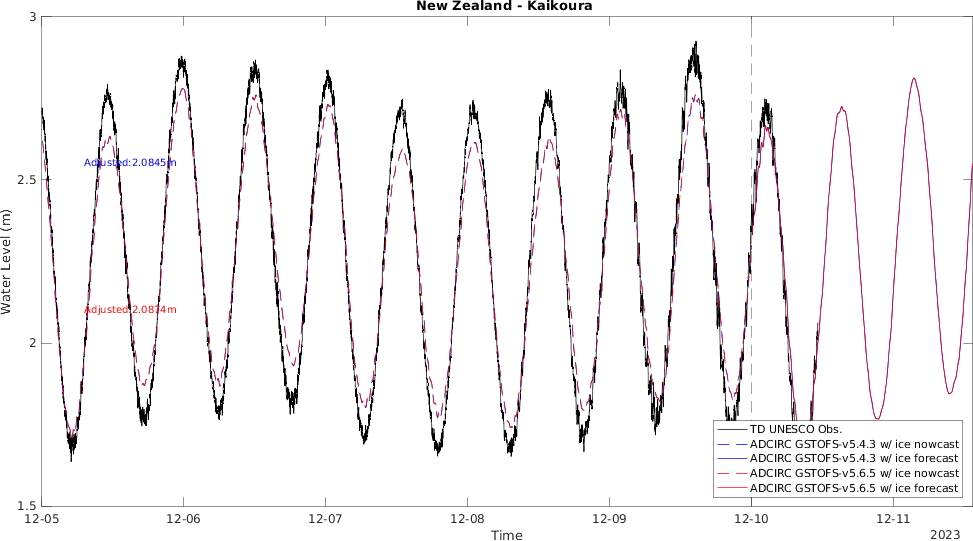 New Zealand - Kaikoura
3
2.5
2
1.5
Water Level (m)
Adjusted:2.0845m
Adjusted:2.0874m
TD UNESCO Obs.
ADCIRC GSTOFS-v5.4.3 w/ ice nowcast
ADCIRC GSTOFS-v5.4.3 w/ ice forecast
ADCIRC GSTOFS-v5.6.5 w/ ice nowcast
ADCIRC GSTOFS-v5.6.5 w/ ice forecast
12-05 12-06 12-07 12-08 12-09 12-10 12-11
Time
2023